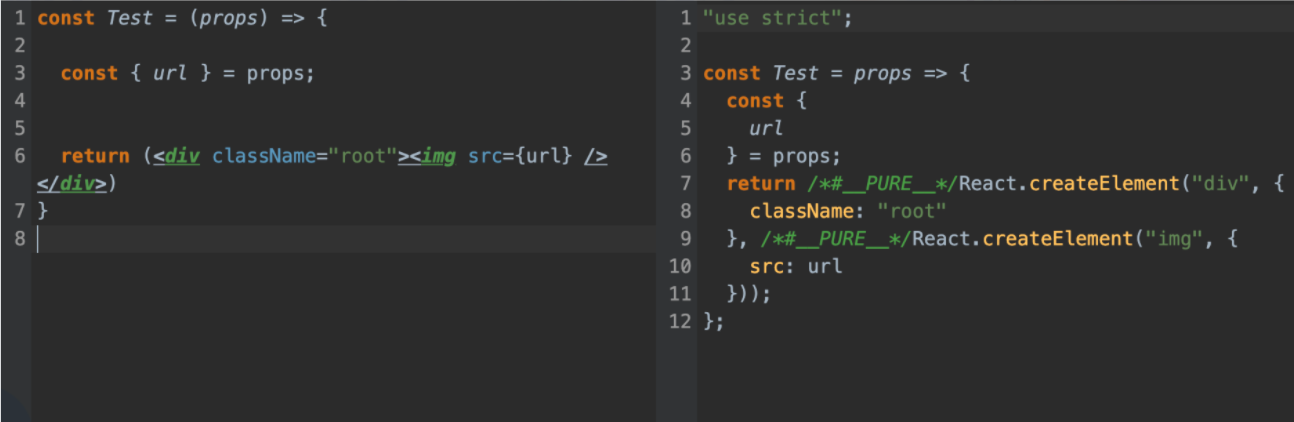 1 const Test = (props) => {
2
3   const { url } = props;
4
5
6   return (<div className="root"><img src={url} />
</div>)
7 }
8
1 "use strict";
2
3 const Test = props => {
4   const {
5     url
6   } = props;
7   return /*#__PURE__*/React.createElement("div", {
8     className: "root"
9   }, /*#__PURE__*/React.createElement("img", {
10     src: url
11   }));
12 };